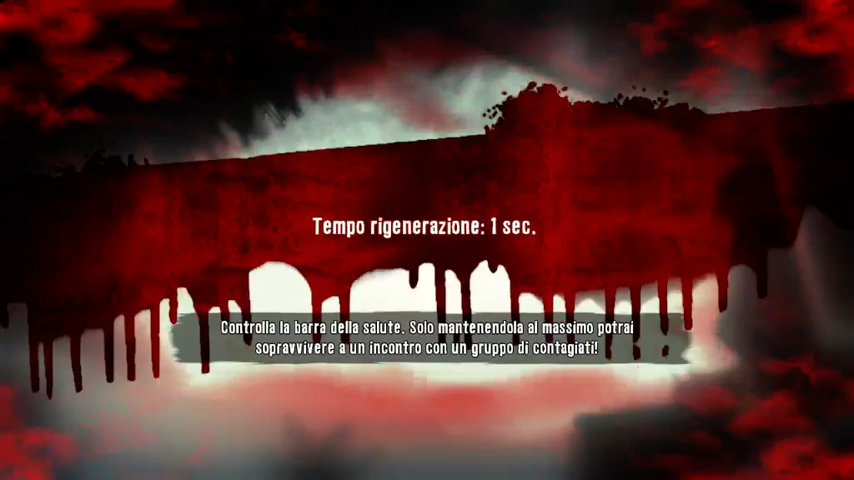 Tempo rigenerazione: 1 sec.
Controlla la barra della salute. Solo mantenendola al massimo potrai
sopravvivere a un incontro con un gruppo di contagiati!